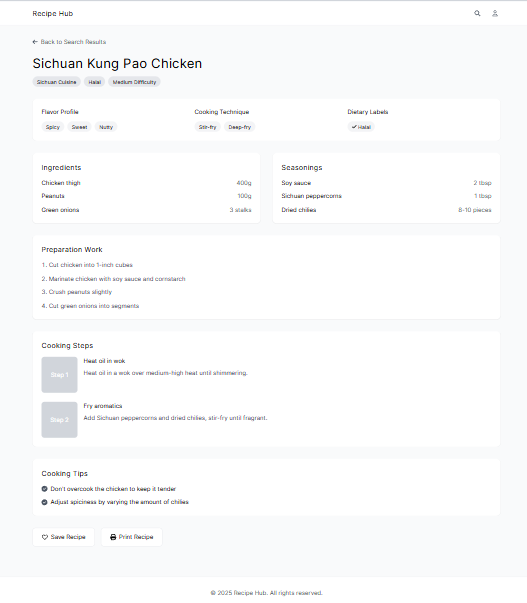 Recipe Hub
Back to Search Results
Sichuan Kung Pao Chicken
Sichuan Cuisine Halal Medium Difficulty
Flavor Profile Cooking Technique Dietary Labels
Spicy Sweet Nutty Stir-fry Deep-fry Halal
Ingredients
Chicken thigh 400g
Peanuts 100g
Green onions 3 stalks
Seasonings
Soy sauce 2 tbsp
Sichuan peppercorns 1 tbsp
Dried chilies 8-10 pieces
Preparation Work
1. Cut chicken into 1-inch cubes
2. Marinate chicken with soy sauce and cornstarch
3. Crush peanuts slightly
4. Cut green onions into segments
Cooking Steps
Step 1
Heat oil in wok
Heat oil in a wok over medium-high heat until shimmering.
Step 2
Fry aromatics
Add Sichuan peppercorns and dried chilies, stir-fry until fragrant.
Cooking Tips
Don't overcook the chicken to keep it tender
Adjust spiciness by varying the amount of chilies
Save Recipe Print Recipe
© 2025 Recipe Hub. All rights reserved.